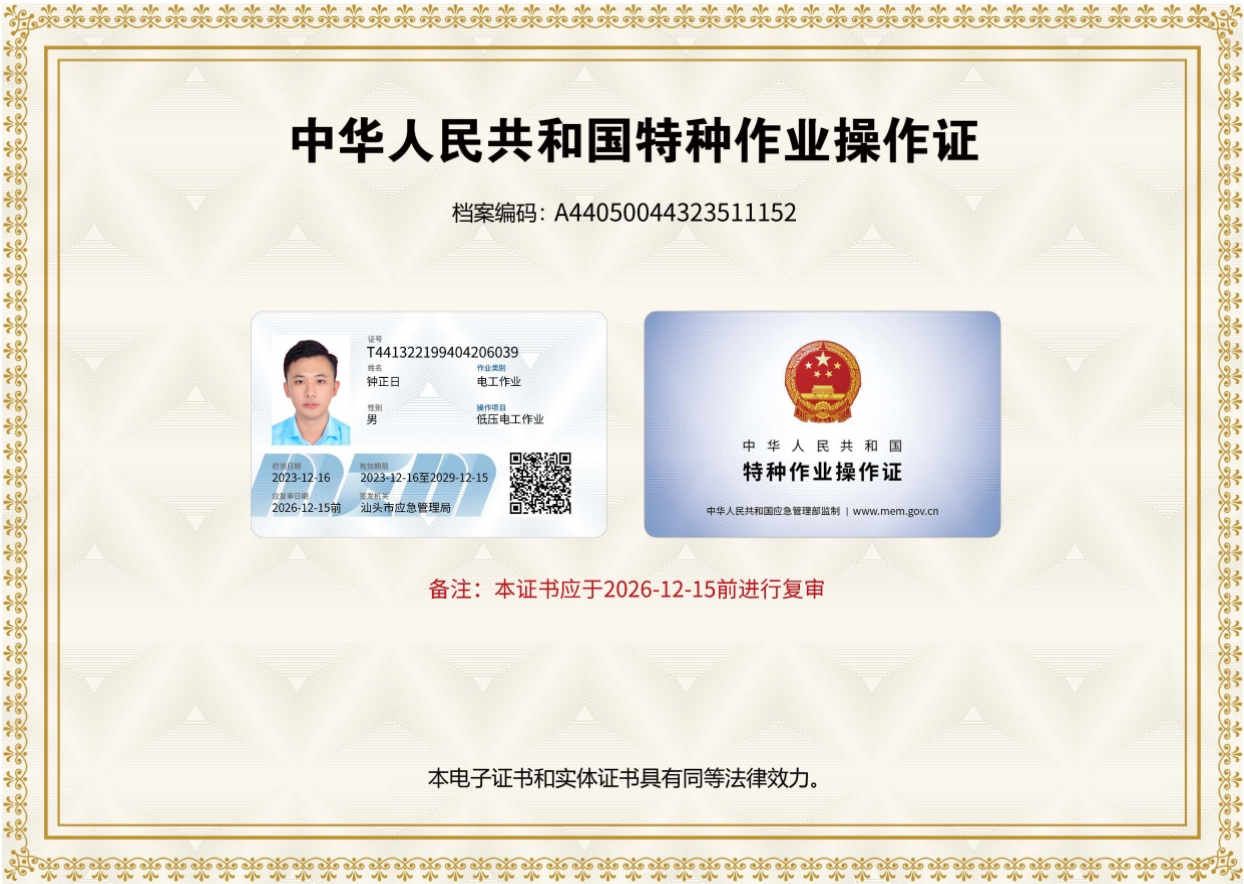 中华人民共和国特种作业操作证
档案编码：A44050044323511152
证号
T441322199404206039
姓名
钟正日
作业类别
电工作业
性别
男
操作项目
低压电工作业
初领日期
2023-12-16
有效期限
2023-12-16至2029-12-15
应复审日期
2026-12-15前
签发机关
汕头市应急管理局
MEM
中华人民共和国
特种作业操作证
中华人民共和国应急管理部监制 | www.mem.gov.cn
备注：本证书应于2026-12-15前进行复审
本电子证书和实体证书具有同等法律效力。